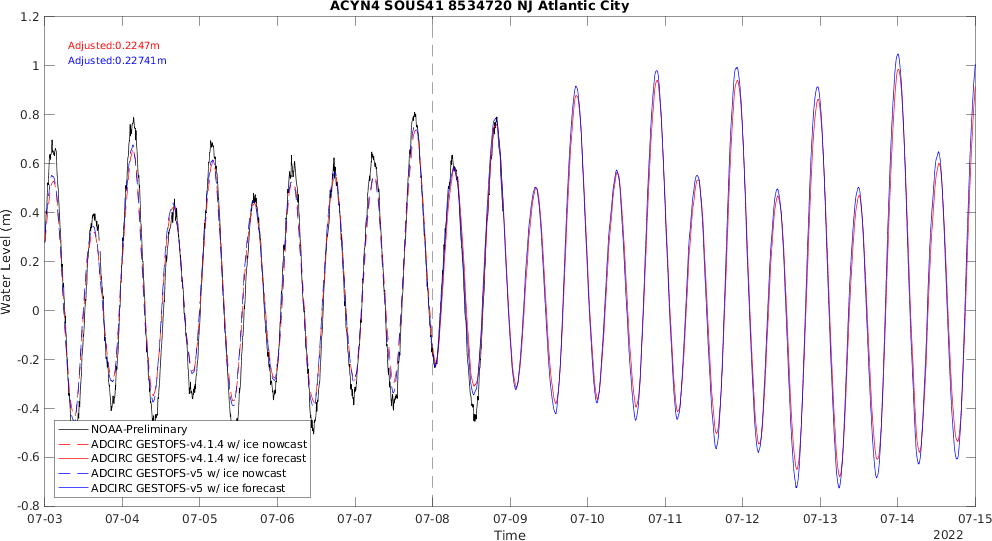 ACYN4 SOUS41 8534720 NJ Atlantic City
1.2
1
0.8
0.6
0.4
0.2
0
-0.2
-0.4
-0.6
-0.8
Water Level (m)
Adjusted:0.2247m
Adjusted:0.22741m
NOAA-Preliminary
ADCIRC GESTOFS-v4.1.4 w/ ice nowcast
ADCIRC GESTOFS-v4.1.4 w/ ice forecast
ADCIRC GESTOFS-v5 w/ ice nowcast
ADCIRC GESTOFS-v5 w/ ice forecast
07-03 07-04 07-05 07-06 07-07 07-08 07-09 07-10 07-11 07-12 07-13 07-14 07-15
Time
2022